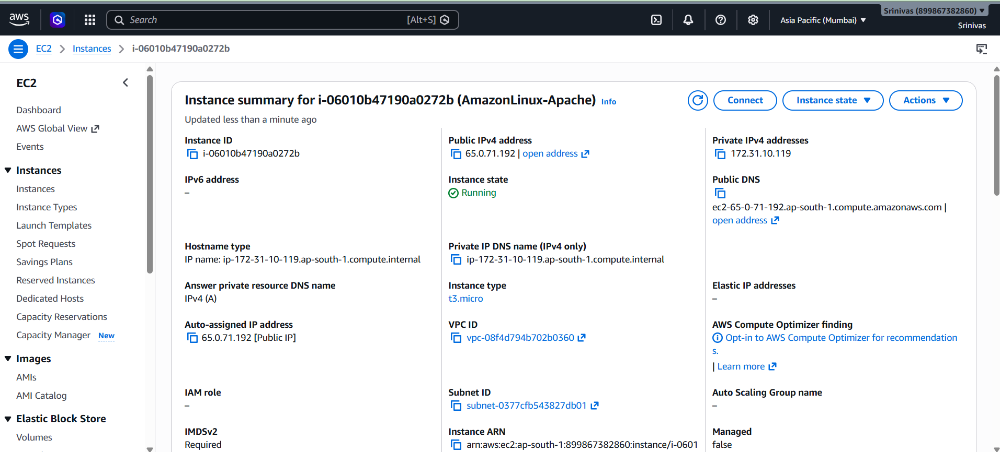 aws
Search
[Alt+S]
Asia Pacific (Mumbai)
Srinivas (899867382860)
Srinivas
EC2
Instances
i-06010b47190a0272b
EC2
Dashboard
AWS Global View
Events
Instances
Instances
Instance Types
Launch Templates
Spot Requests
Savings Plans
Reserved Instances
Dedicated Hosts
Capacity Reservations
Capacity Manager New
Images
AMIs
AMI Catalog
Elastic Block Store
Volumes
Instance summary for i-06010b47190a0272b (AmazonLinux-Apache) Info
Updated less than a minute ago
Connect
Instance state
Actions
Instance ID
i-06010b47190a0272b
Public IPv4 address
65.0.71.192 | open address
Private IPv4 addresses
172.31.10.119
IPv6 address
–
Instance state
Running
Public DNS
ec2-65-0-71-192.ap-south-1.compute.amazonaws.com |
open address
Hostname type
IP name: ip-172-31-10-119.ap-south-1.compute.internal
Private IP DNS name (IPv4 only)
ip-172-31-10-119.ap-south-1.compute.internal
Answer private resource DNS name
IPv4 (A)
Instance type
t3.micro
Elastic IP addresses
–
Auto-assigned IP address
65.0.71.192 [Public IP]
VPC ID
vpc-08f4d794b702b0360
AWS Compute Optimizer finding
Opt-in to AWS Compute Optimizer for recommendation
s.
| Learn more
IAM role
–
Subnet ID
subnet-0377cfb543827db01
Auto Scaling Group name
–
IMDSv2
Required
Instance ARN
arn:aws:ec2:ap-south-1:899867382860:instance/i-0601
Managed
false